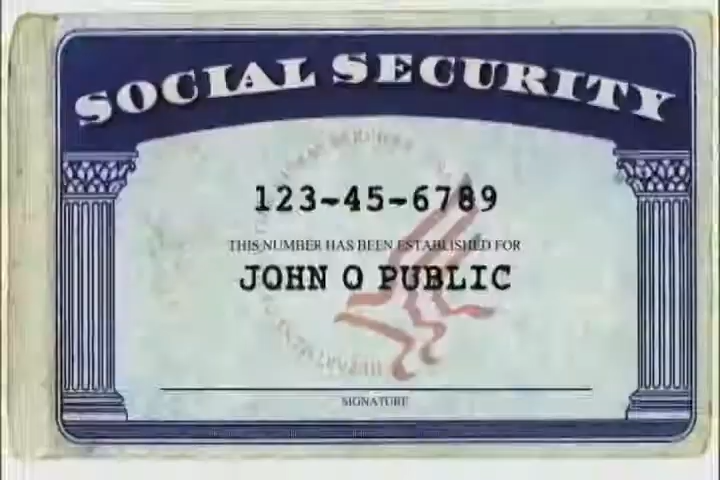 SOCIAL SECURITY
123-45-6789
THIS NUMBER HAS BEEN ESTABLISHED FOR
JOHN Q PUBLIC
SIGNATURE